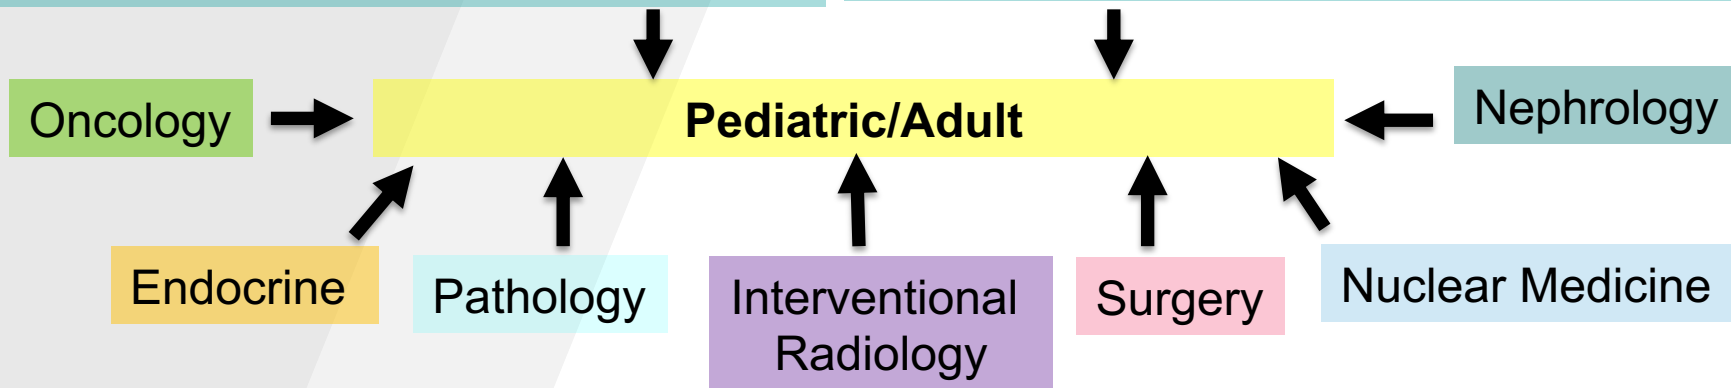 Oncology
Pediatric/Adult
Nephrology
Endocrine
Pathology
Interventional
Radiology
Surgery
Nuclear Medicine